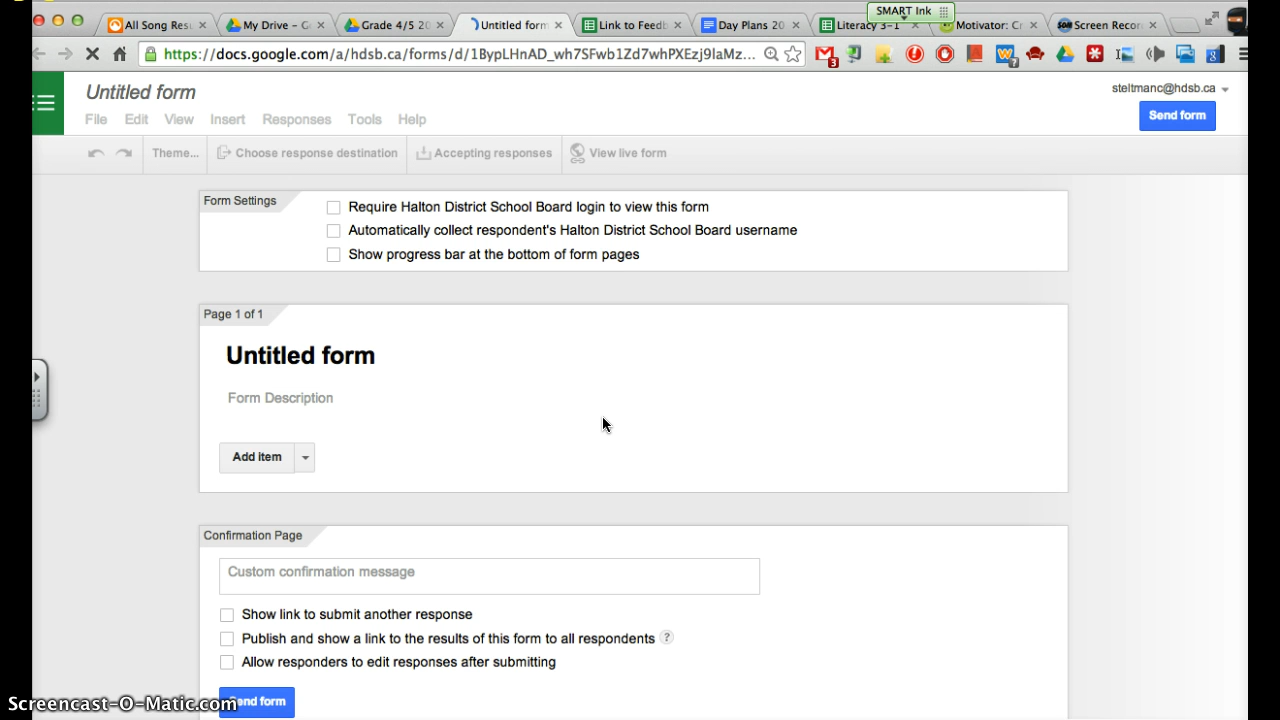 SMART Ink
All Song Resu
My Drive – Go
Grade 4/5 20
Untitled form
Link to Feedb
Das Plans 20
Literacy 3–1
Motivator: Cr
Screen Recor
https://docs.google.com/a/hdsb.ca/forms/d/1BypLHnAD_wh7SFwb1Zd7whPXEzj9laMz...
3
7
Untitled form
steltmanc@hdsb.ca
File Edit View Insert Responses Tools Help
Send form
Theme... Choose response destination Accepting responses View live form
Form Settings
Require Halton District School Board login to view this form
Automatically collect respondent's Halton District School Board username
Show progress bar at the bottom of form pages
Page 1 of 1
Untitled form
Form Description
Add item
Confirmation Page
Custom confirmation message
Show link to submit another response
Publish and show a link to the results of this form to all respondents ?
Allow responders to edit responses after submitting
Send form
Screencast-O-Matic.com